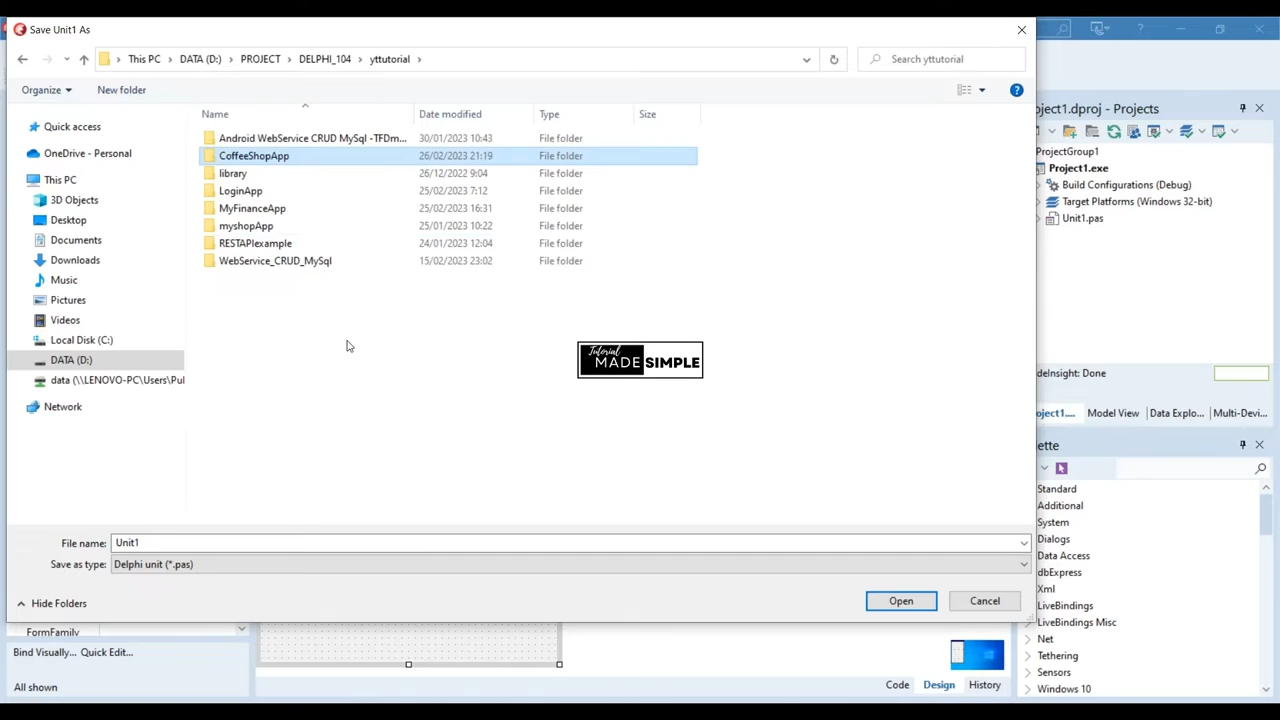 Save Unit1 As
This PC > DATA (D:) > PROJECT > DELPHI_104 > yttutorial >
Search yttutorial
Organize
New folder
?
Name Date modified Type Size
Android WebService CRUD MySql -TFDm... 30/01/2023 10:43 File folder
CoffeeShopApp 26/02/2023 21:19 File folder
library 26/12/2022 9:04 File folder
LoginApp 25/02/2023 7:12 File folder
MyFinanceApp 25/02/2023 16:31 File folder
myshopApp 25/01/2023 10:22 File folder
RESTAPIexample 24/01/2023 12:04 File folder
WebService_CRUD_MySql 15/02/2023 23:02 File folder
Quick access
OneDrive - Personal
This PC
3D Objects
Desktop
Documents
Downloads
Music
Pictures
Videos
Local Disk (C:)
DATA (D:)
data (\\LENOVO-PC\Users\Pul
Network
Tutorial
MADE SIMPLE
File name: Unit1
Save as type: Delphi unit (*.pas)
Hide Folders
Open
Cancel
FormFamily
Bind Visually... Quick Edit...
All shown
Code Design History
?
oject1.dproj - Projects
ProjectGroup1
Project1.exe
Build Configurations (Debug)
Target Platforms (Windows 32-bit)
Unit1.pas
deInsight: Done
oject1.... Model View Data Explo... Multi-Devi...
ette
Standard
Additional
System
Dialogs
Data Access
dbExpress
Xml
LiveBindings
LiveBindings Misc
Net
Tethering
Sensors
Windows 10